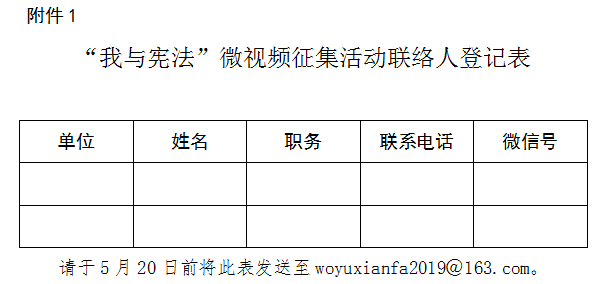 附件 1
“我与宪法”微视频征集活动联络人登记表
单位 姓名 职务 联系电话 微信号
请于 5 月 20 日前将此表发送至 woyuxianfa2019@163.com。